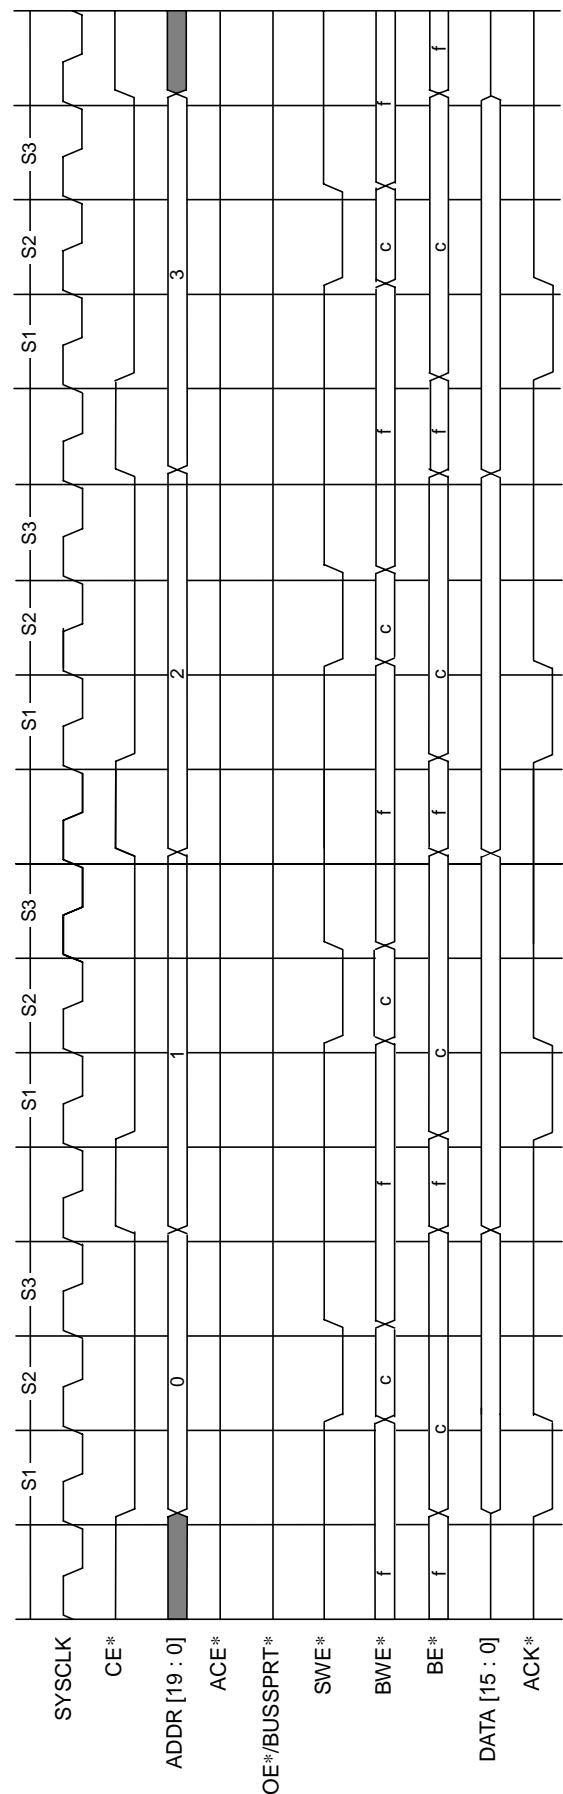 S1 S2 S3 S1 S2 S3 S1 S2 S3 S1 S2 S3
SYSCLK
CE*
ADDR [19 : 0] 0 1 2 3
ACE*
OE*/BUSSPRT*
SWE*
BWE* f c f c f c f c f
BE* f c f c f c f c f
DATA [15 : 0]
ACK*